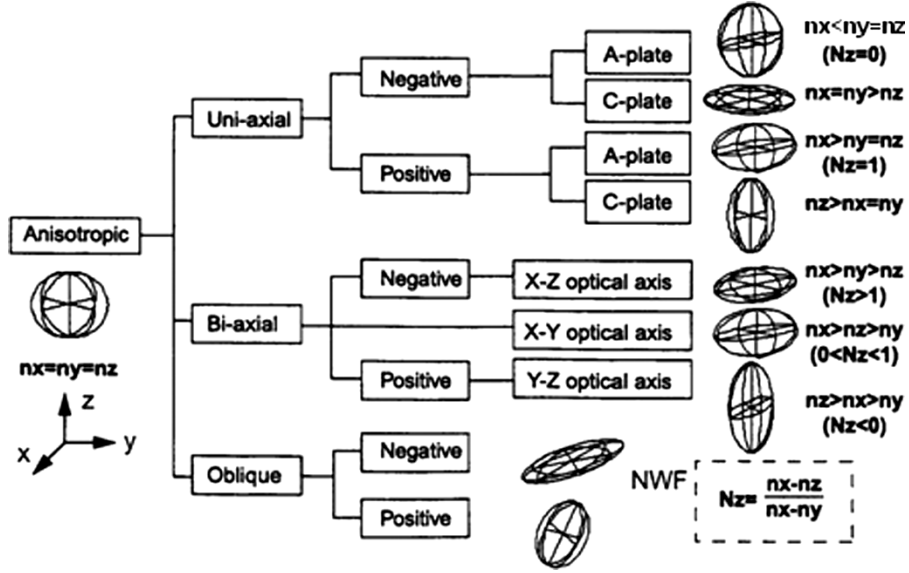 nx<ny=nz
(Nz=0)
A-plate
Negative
C-plate
nx=ny>nz
Uni-axial
A-plate
nx>ny=nz
(Nz=1)
Positive
C-plate
nz>nx=ny
Anisotropic
nx=ny=nz
Negative
X-Z optical axis
nx>ny>nz
(Nz>1)
Bi-axial
X-Y optical axis
nx>nz>ny
(0<Nz<1)
Positive
Y-Z optical axis
nz>nx>ny
(Nz<0)
z
y
x
Negative
Oblique
Positive
NWF
Nz= nx-nz
nx-ny